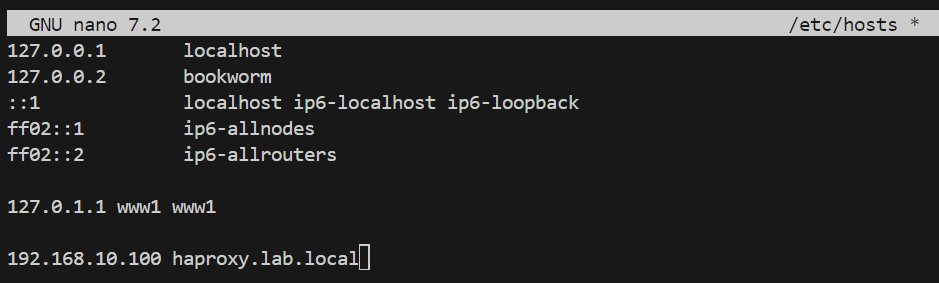 GNU nano 7.2 /etc/hosts *
127.0.0.1 localhost
127.0.0.2 bookworm
::1 localhost ip6-localhost ip6-loopback
ff02::1 ip6-allnodes
ff02::2 ip6-allrouters
127.0.1.1 www1 www1
192.168.10.100 haproxy.lab.local